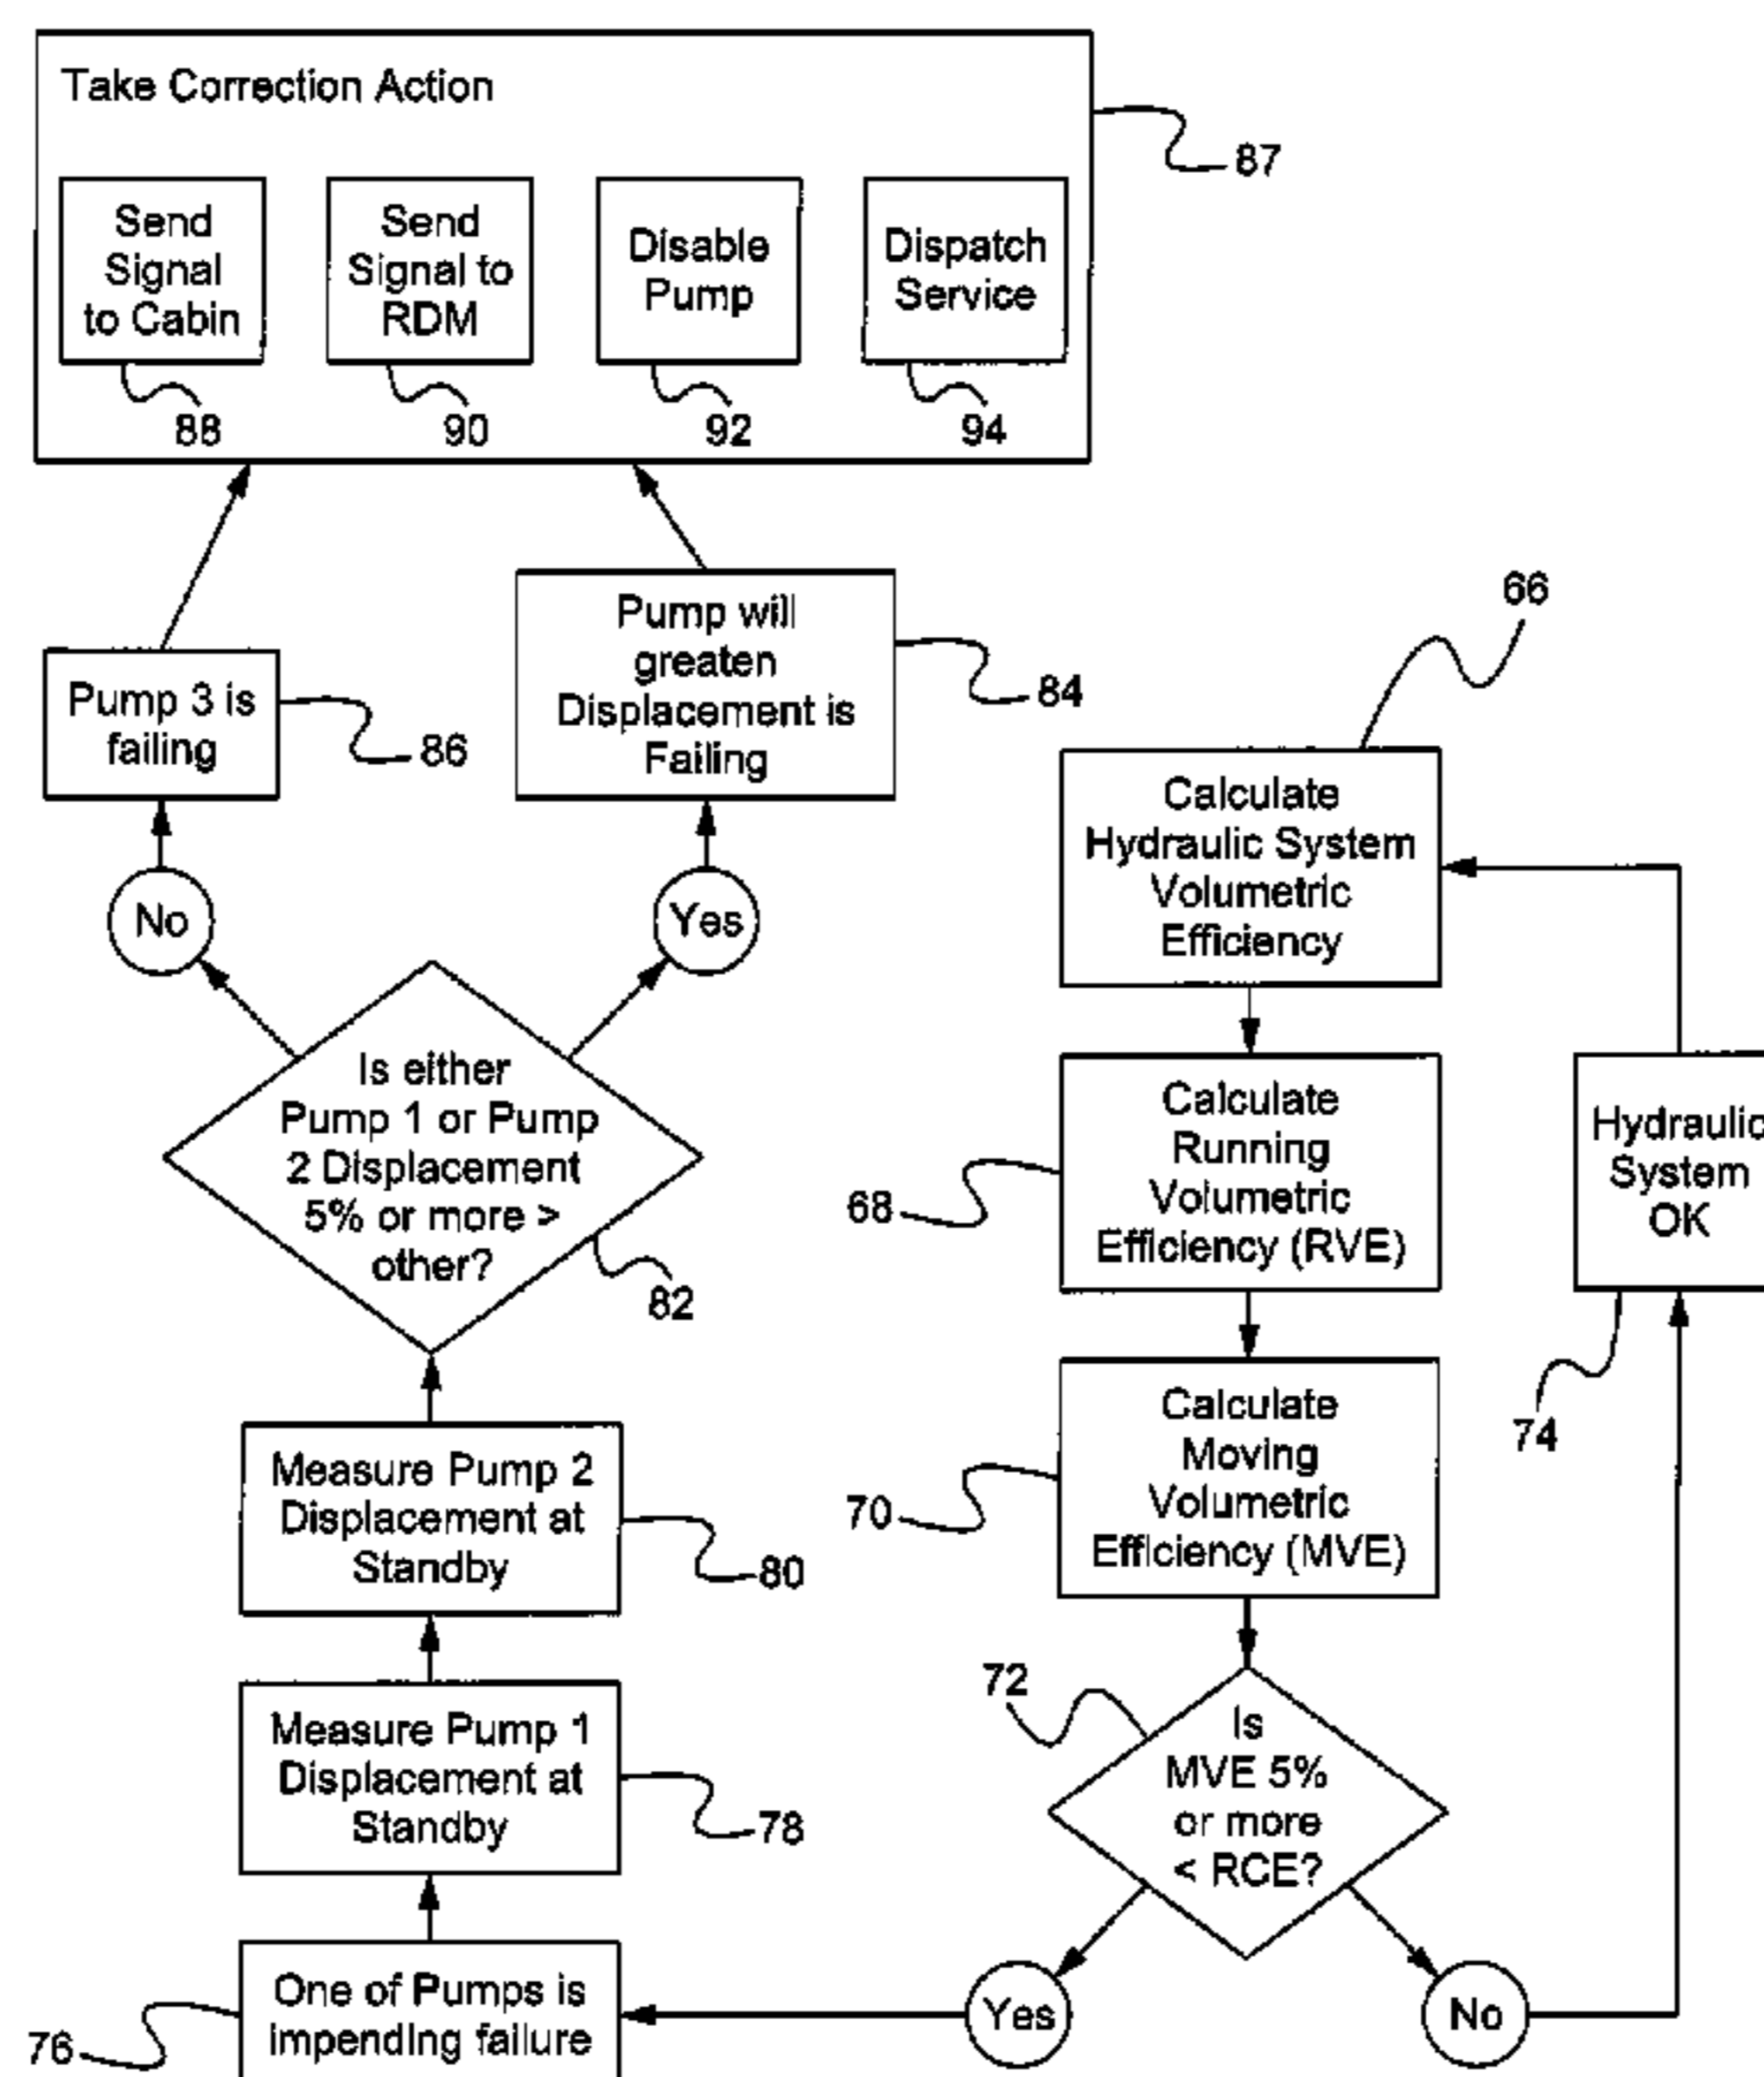 Take Correction Action
87
Send
Signal
to Cabin
88
Send
Signal to
RDM
90
Disable
Pump
92
Dispatch
Service
94
Pump 3 is
failing
86
Pump will
greaten
Displacement is
Failing
84
No
Yes
Is either
Pump 1 or Pump
2 Displacement
5% or more >
other?
82
Measure Pump 2
Displacement at
Standby
80
Measure Pump 1
Displacement at
Standby
78
One of Pumps is
impending failure
76
66
Calculate
Hydraulic System
Volumetric
Efficiency
Calculate
Running
Volumetric
Efficiency (RVE)
68
Calculate
Moving
Volumetric
Efficiency (MVE)
70
72
Is
MVE 5%
or more
< RCE?
Yes
No
Hydraulic
System
OK
74